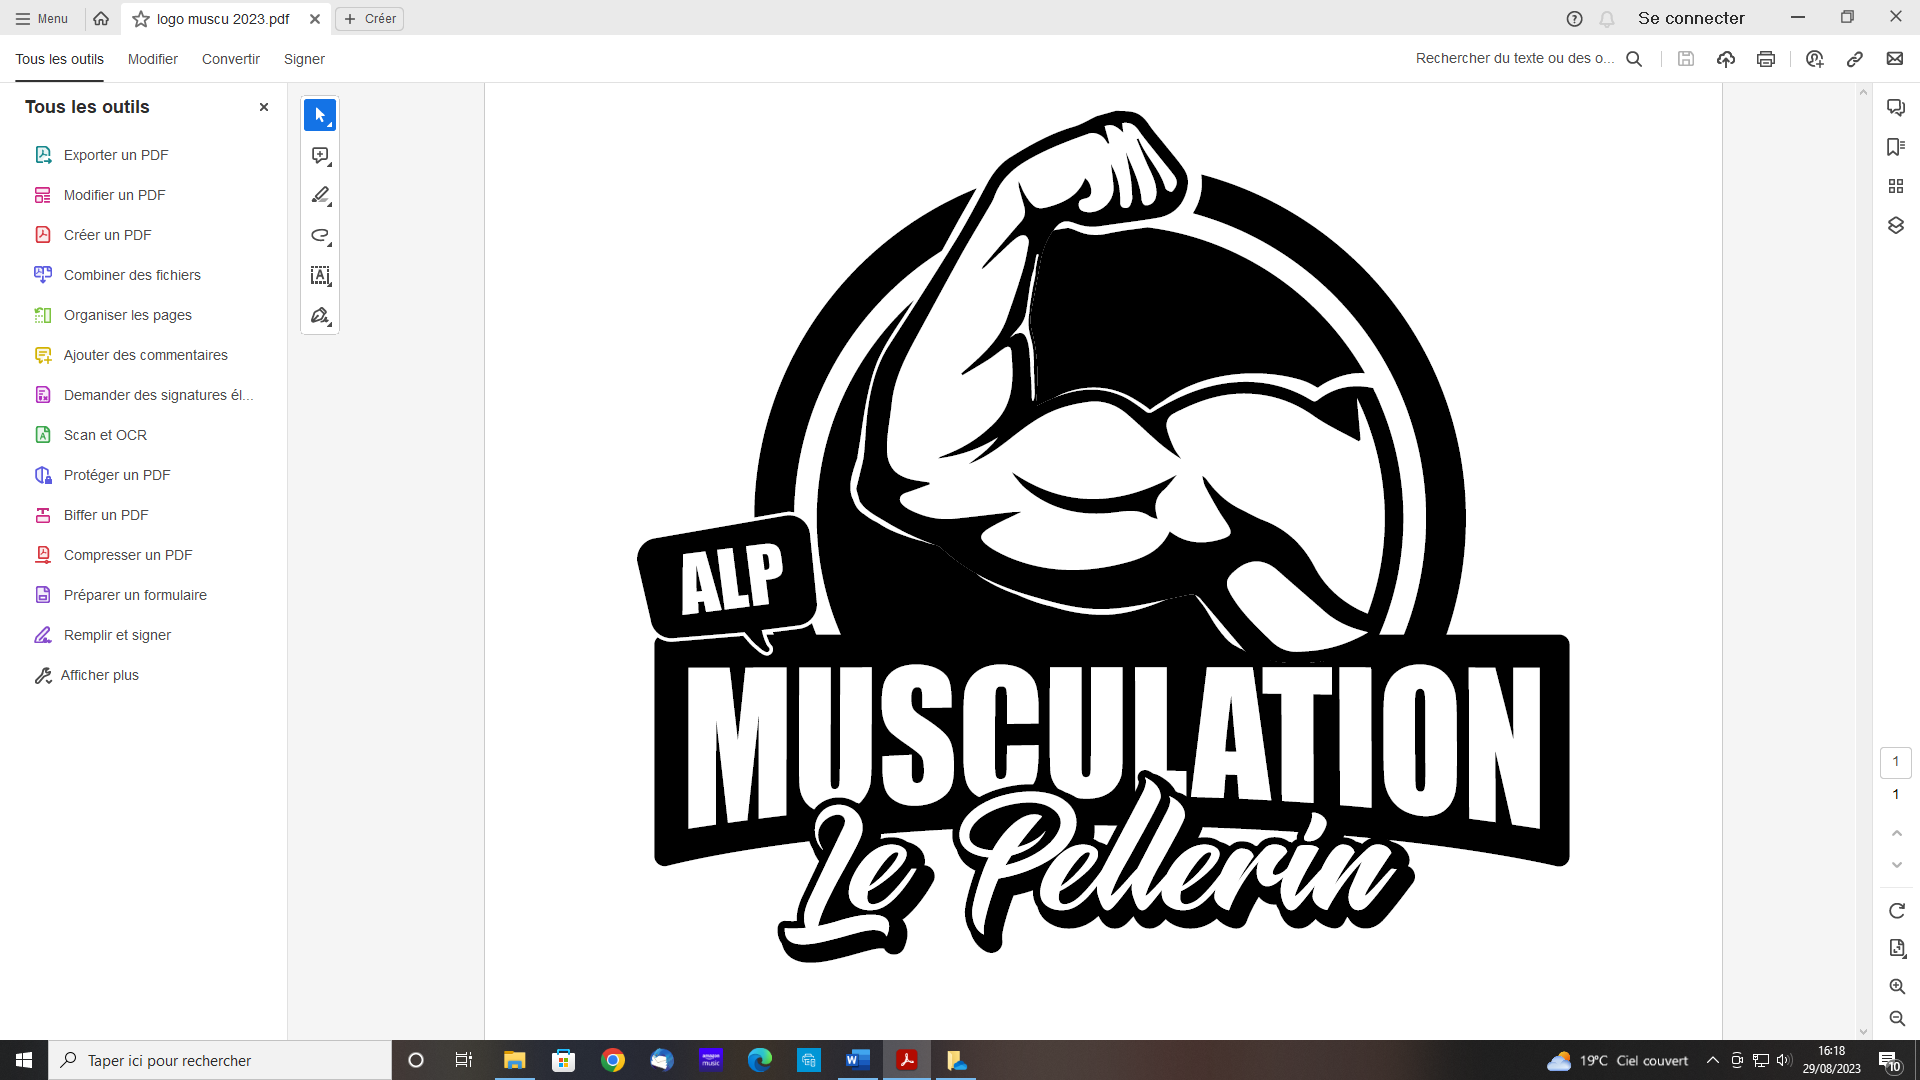 Menu
logo muscu 2023.pdf
Créer
Se connecter
Tous les outils
Modifier
Convertir
Signer
Rechercher du texte ou des o...
Tous les outils
Exporter un PDF
Modifier un PDF
Créer un PDF
Combiner des fichiers
Organiser les pages
Ajouter des commentaires
Demander des signatures él...
Scan et OCR
Protéger un PDF
Biffer un PDF
Compresser un PDF
Préparer un formulaire
Remplir et signer
Afficher plus
ALP
MUSCULATION
Le Pellerin
1
1
Taper ici pour rechercher
amazon music
19°C Ciel couvert
16:18
29/08/2023
10